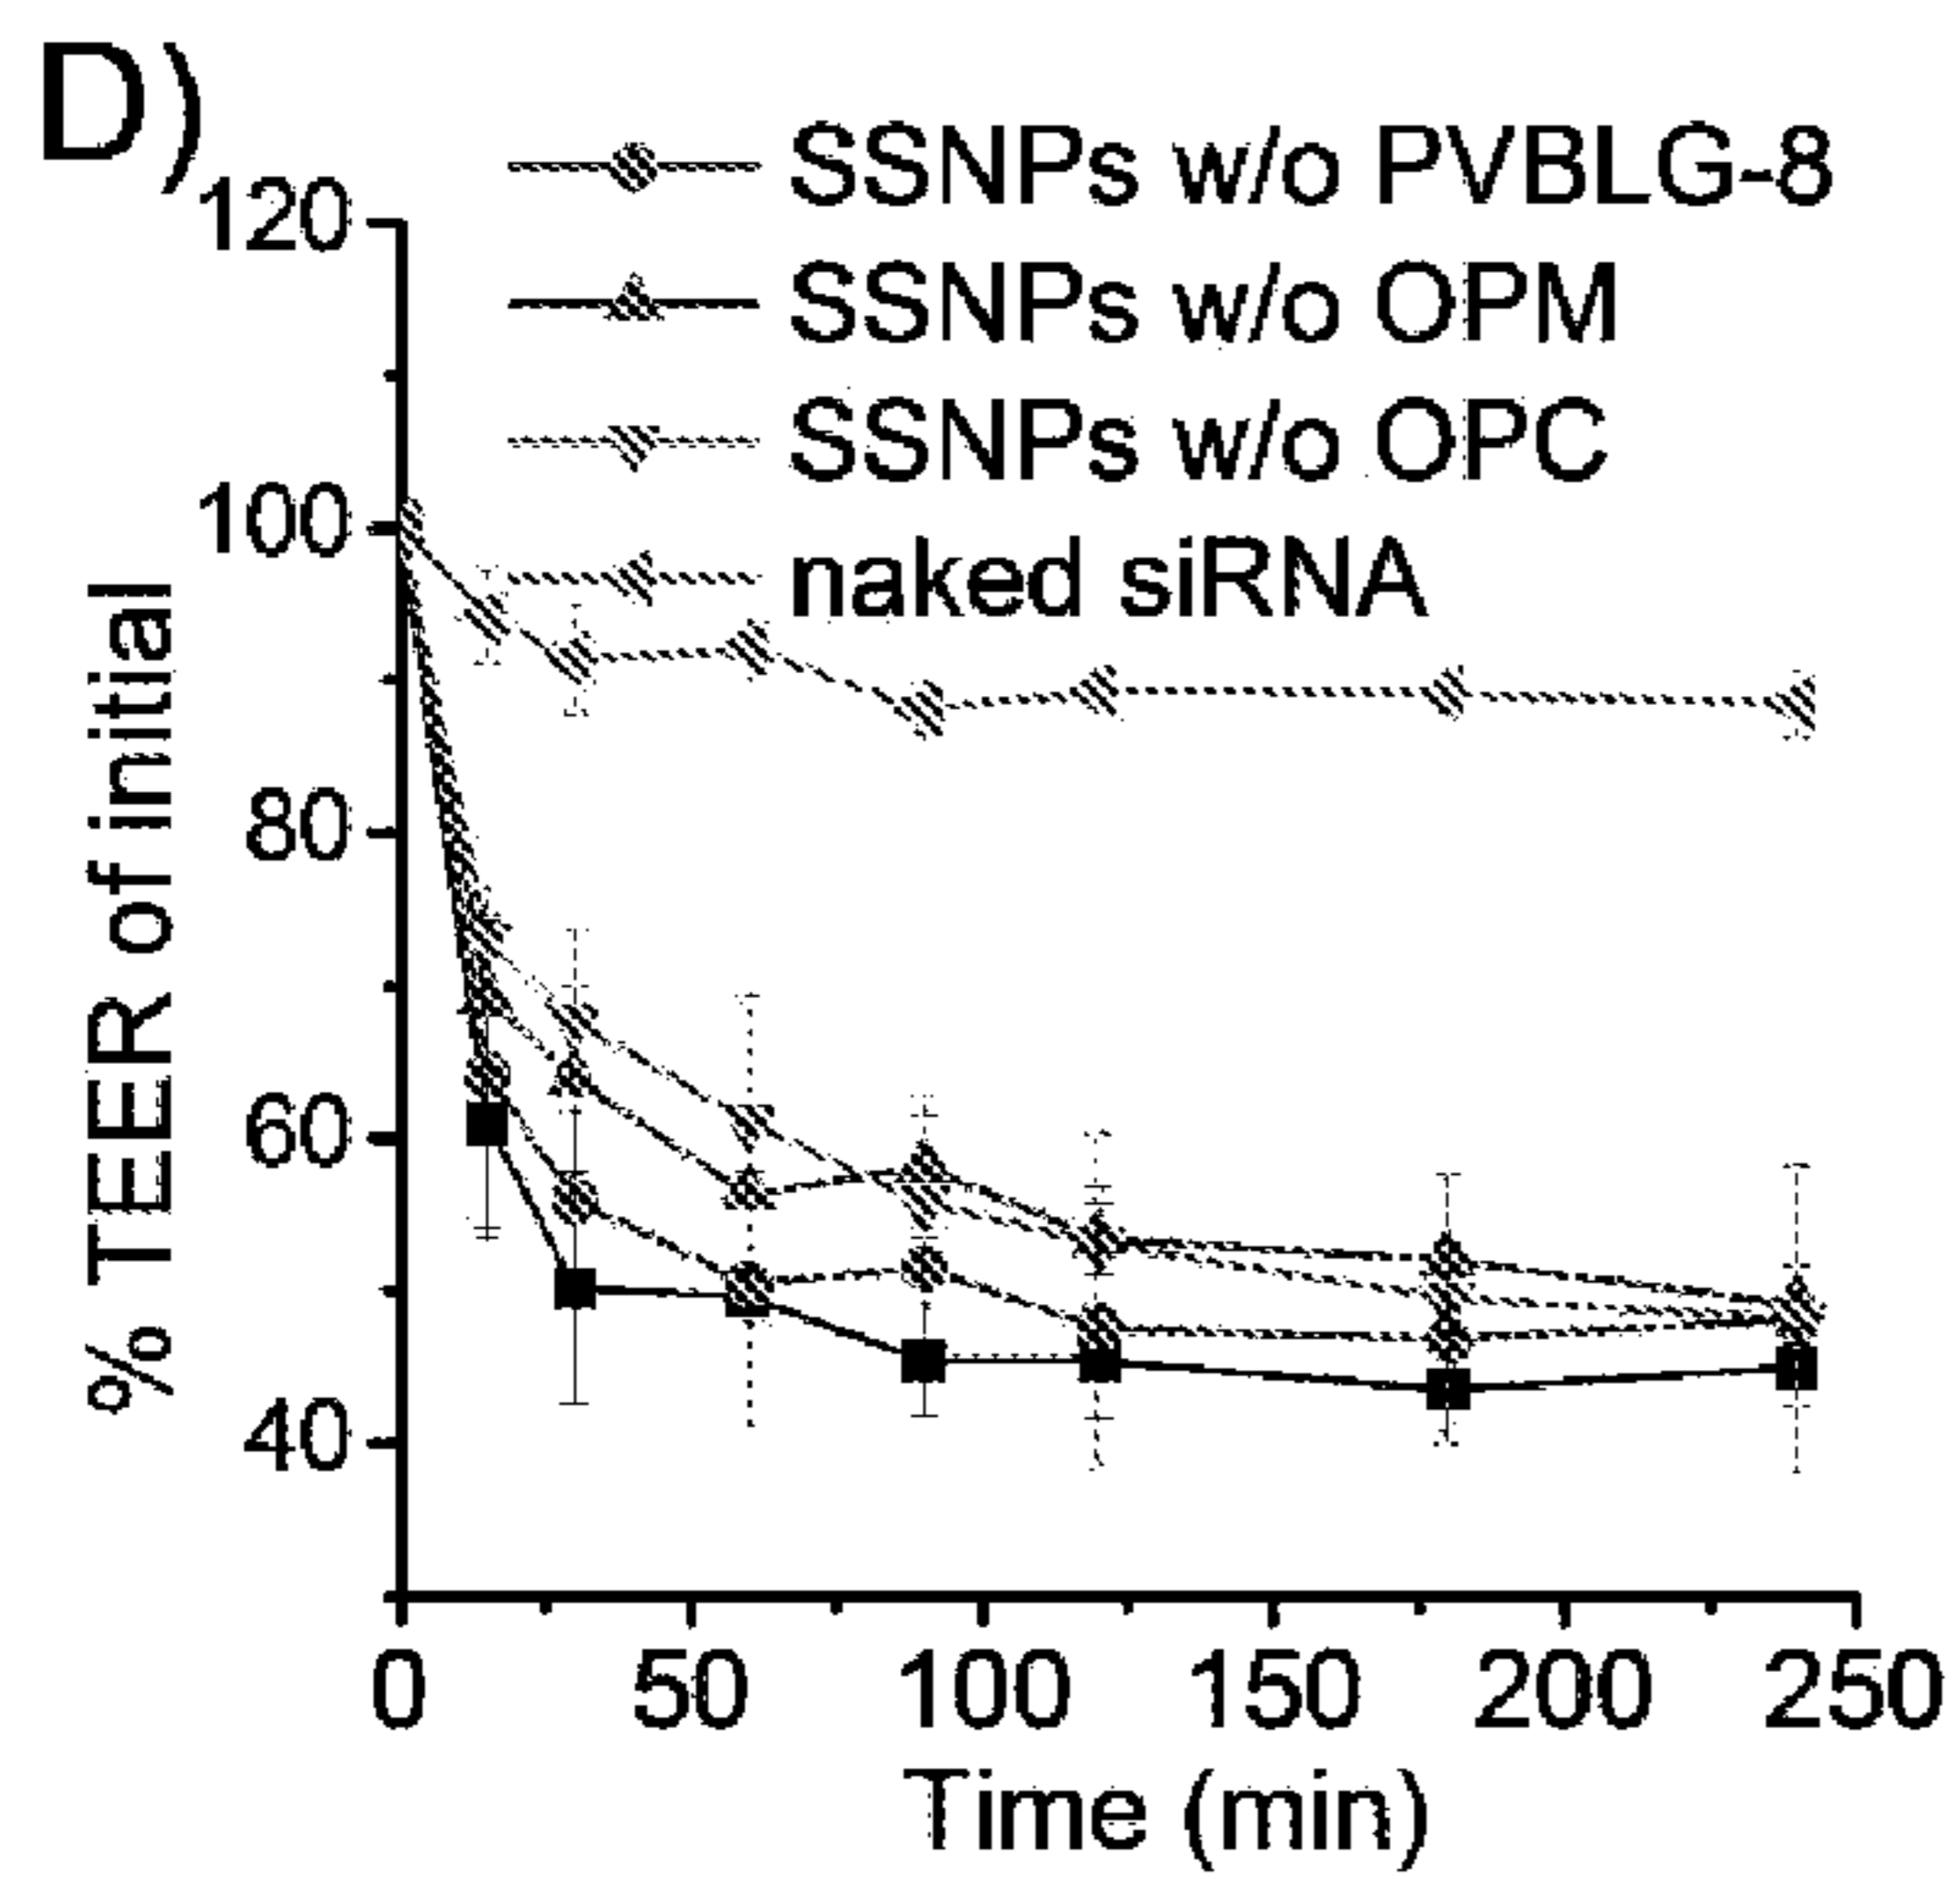 D)
SSNPs w/o PVBLG-8
SSNPs w/o OPM
SSNPs w/o OPC
naked siRNA
120
100
80
60
40
% TEER of initial
0 50 100 150 200 250
Time (min)